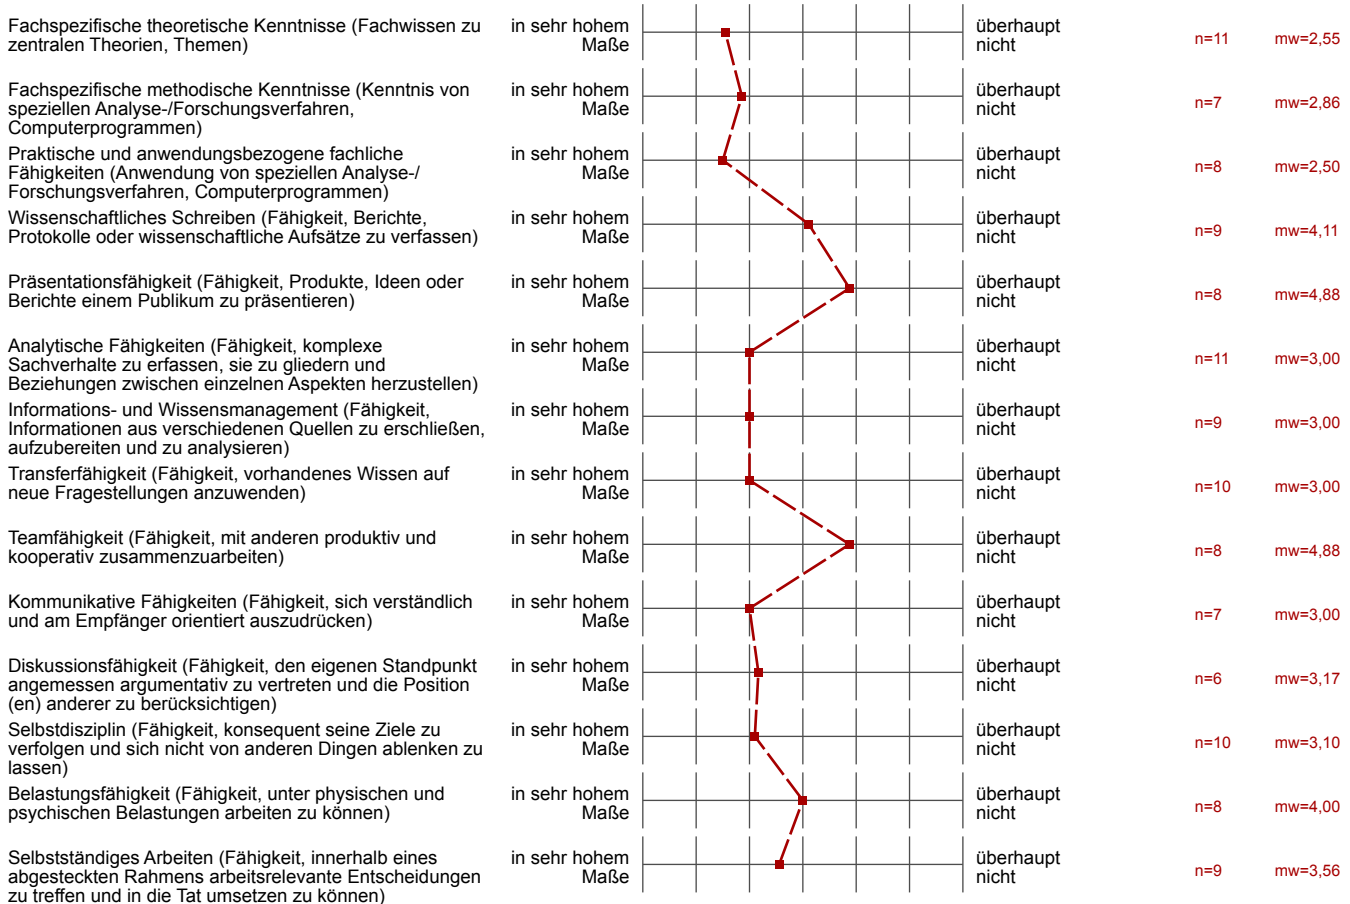 Fachspezifische theoretische Kenntnisse (Fachwissen zu
zentralen Theorien, Themen)
in sehr hohem
Maße
überhaupt
nicht
n=11
mw=2,55
Fachspezifische methodische Kenntnisse (Kenntnis von
speziellen Analyse-/Forschungsverfahren,
Computerprogrammen)
in sehr hohem
Maße
überhaupt
nicht
n=7
mw=2,86
Praktische und anwendungsbezogene fachliche
Fähigkeiten (Anwendung von speziellen Analyse-/
Forschungsverfahren, Computerprogrammen)
in sehr hohem
Maße
überhaupt
nicht
n=8
mw=2,50
Wissenschaftliches Schreiben (Fähigkeit, Berichte,
Protokolle oder wissenschaftliche Aufsätze zu verfassen)
in sehr hohem
Maße
überhaupt
nicht
n=9
mw=4,11
Präsentationsfähigkeit (Fähigkeit, Produkte, Ideen oder
Berichte einem Publikum zu präsentieren)
in sehr hohem
Maße
überhaupt
nicht
n=8
mw=4,88
Analytische Fähigkeiten (Fähigkeit, komplexe
Sachverhalte zu erfassen, sie zu gliedern und
Beziehungen zwischen einzelnen Aspekten herzustellen)
in sehr hohem
Maße
überhaupt
nicht
n=11
mw=3,00
Informations- und Wissensmanagement (Fähigkeit,
Informationen aus verschiedenen Quellen zu erschließen,
aufzubereiten und zu analysieren)
in sehr hohem
Maße
überhaupt
nicht
n=9
mw=3,00
Transferfähigkeit (Fähigkeit, vorhandenes Wissen auf
neue Fragestellungen anzuwenden)
in sehr hohem
Maße
überhaupt
nicht
n=10
mw=3,00
Teamfähigkeit (Fähigkeit, mit anderen produktiv und
kooperativ zusammenzuarbeiten)
in sehr hohem
Maße
überhaupt
nicht
n=8
mw=4,88
Kommunikative Fähigkeiten (Fähigkeit, sich verständlich
und am Empfänger orientiert auszudrücken)
in sehr hohem
Maße
überhaupt
nicht
n=7
mw=3,00
Diskussionsfähigkeit (Fähigkeit, den eigenen Standpunkt
angemessen argumentativ zu vertreten und die Position
(en) anderer zu berücksichtigen)
in sehr hohem
Maße
überhaupt
nicht
n=6
mw=3,17
Selbstdisziplin (Fähigkeit, konsequent seine Ziele zu
verfolgen und sich nicht von anderen Dingen ablenken zu
lassen)
in sehr hohem
Maße
überhaupt
nicht
n=10
mw=3,10
Belastungsfähigkeit (Fähigkeit, unter physischen und
psychischen Belastungen arbeiten zu können)
in sehr hohem
Maße
überhaupt
nicht
n=8
mw=4,00
Selbstständiges Arbeiten (Fähigkeit, innerhalb eines
abgesteckten Rahmens arbeitsrelevante Entscheidungen
zu treffen und in die Tat umsetzen zu können)
in sehr hohem
Maße
überhaupt
nicht
n=9
mw=3,56